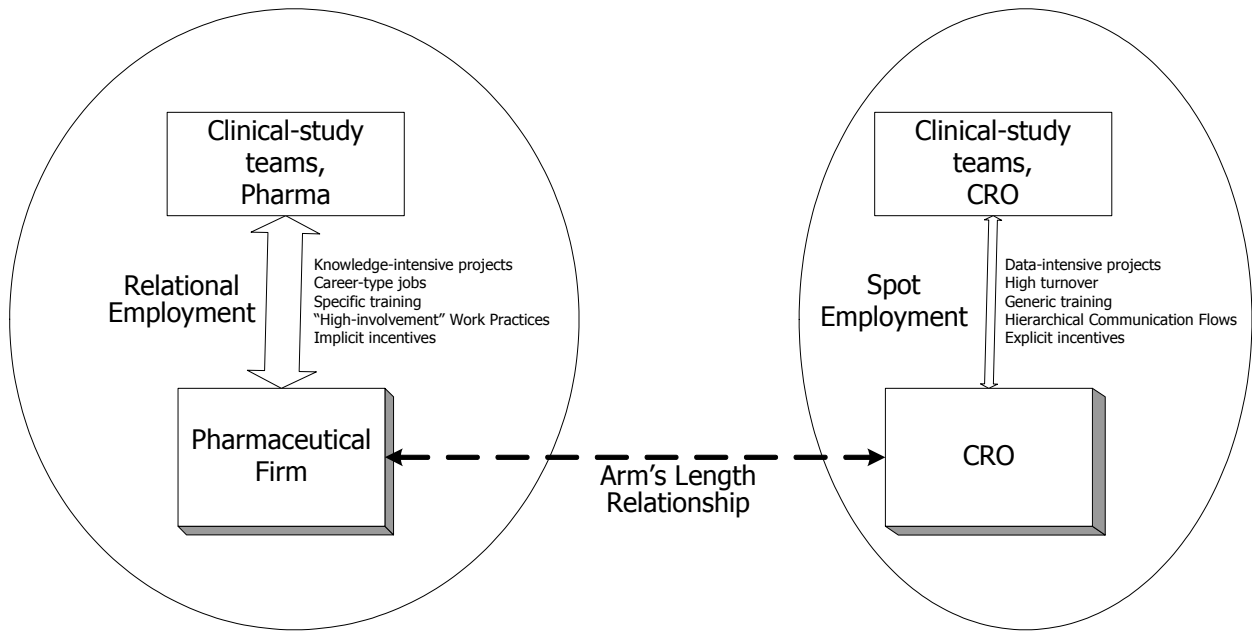 Clinical-study
teams,
Pharma
Relational
Employment
Knowledge-intensive projects
Career-type jobs
Specific training
“High-involvement” Work Practices
Implicit incentives
Pharmaceutical
Firm
Arm’s Length
Relationship
Clinical-study
teams,
CRO
Spot
Employment
Data-intensive projects
High turnover
Generic training
Hierarchical Communication Flows
Explicit incentives
CRO